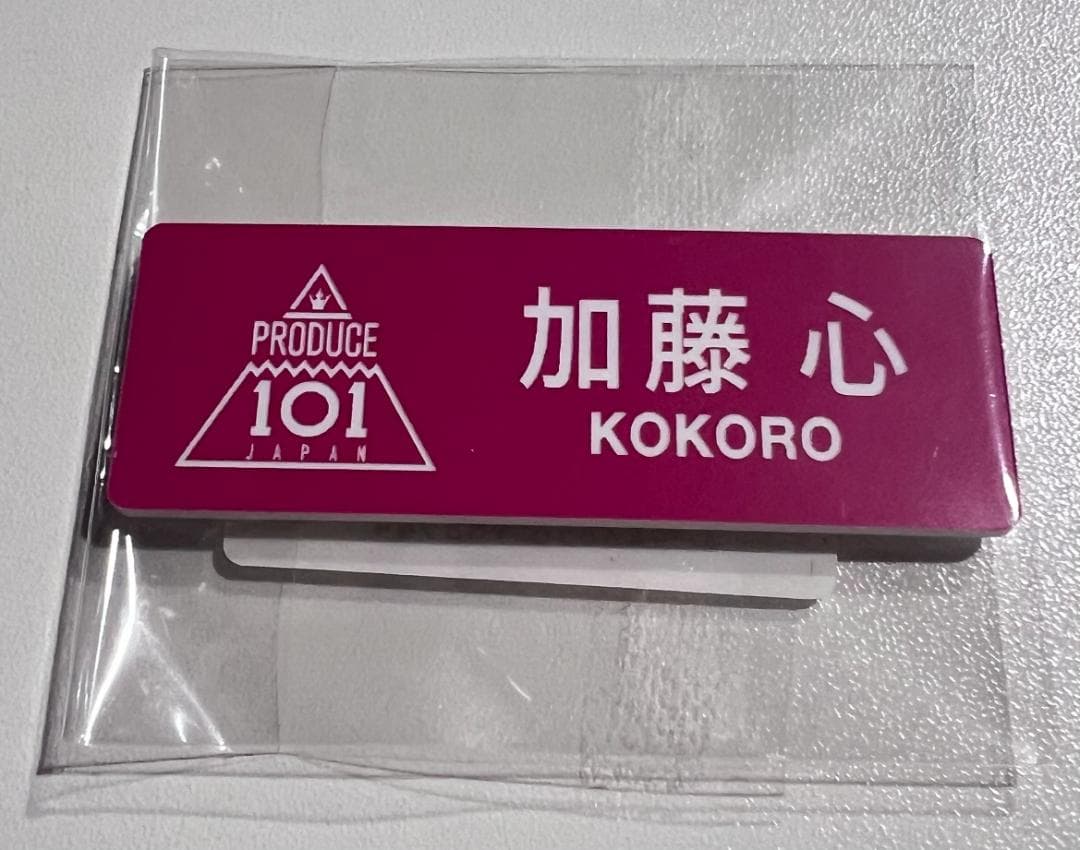 PRODUCE
101
JAPAN
加藤 心
KOKORO